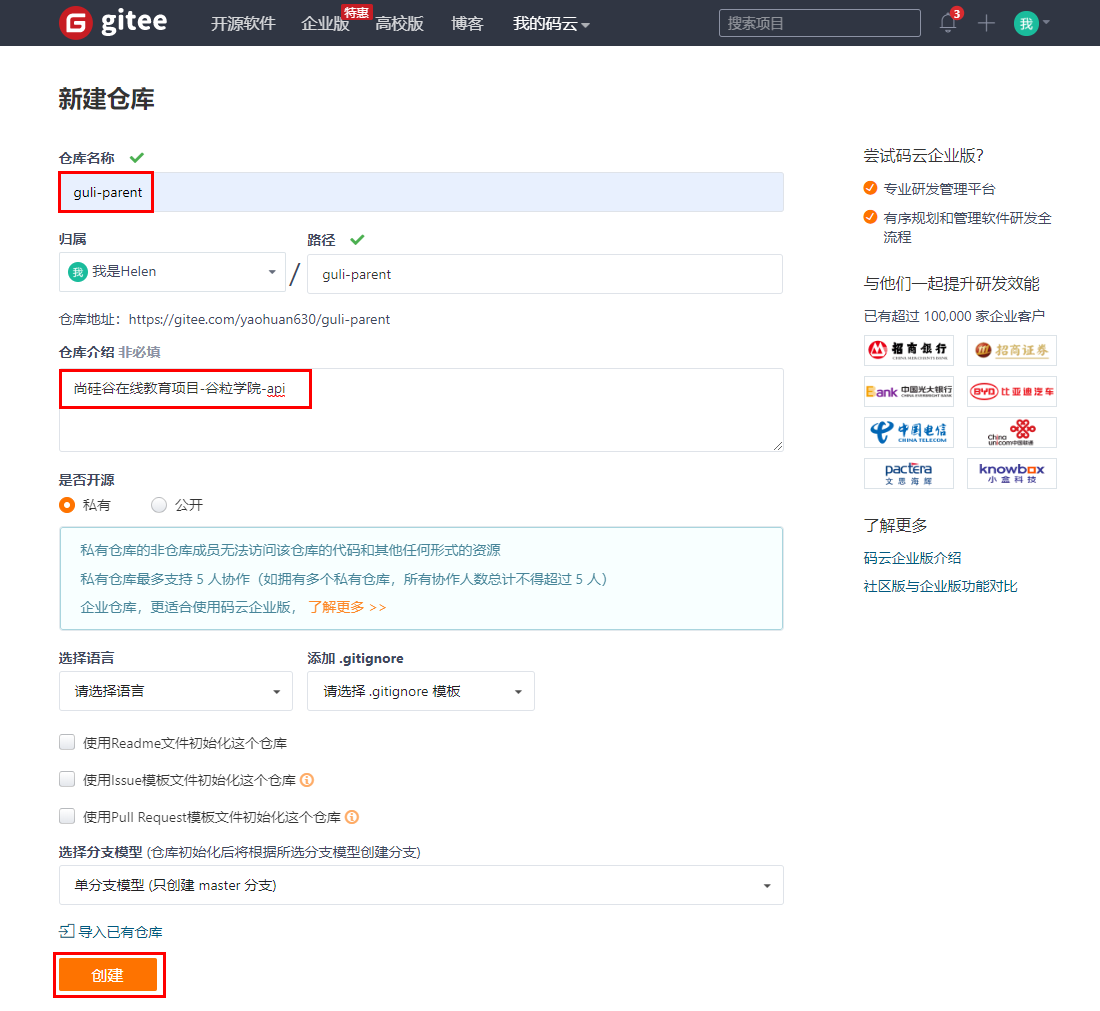 gitee
开源软件
企业版
特惠
高校版
博客
我的码云
搜索项目
3
我
新建仓库
仓库名称
guli-parent
归属
路径
我 我是Helen
/
guli-parent
仓库地址：https://gitee.com/yaohuan630/guli-parent
仓库介绍 非必填
尚硅谷在线教育项目-谷粒学院-api
是否开源
私有
公开
私有仓库的非仓库成员无法访问该仓库的代码和其他任何形式的资源
私有仓库最多支持 5 人协作（如拥有多个私有仓库，所有协作人数总计不得超过 5 人）
企业仓库，更适合使用码云企业版， 了解更多 >>
选择语言
添加 .gitignore
请选择语言
请选择 .gitignore 模板
使用Readme文件初始化这个仓库
使用Issue模板文件初始化这个仓库
使用Pull Request模板文件初始化这个仓库
选择分支模型 (仓库初始化后将根据所选分支模型创建分支)
单分支模型 (只创建 master 分支)
导入已有仓库
创建
尝试码云企业版?
专业研发管理平台
有序规划和管理软件研发全
流程
与他们一起提升研发效能
已有超过 100,000 家企业客户
招商银行
招商证券
Bank 中国光大银行
CHINA EVERBRIGHT BANK
BYD 比亚迪汽车
中国电信
CHINA TELECOM
China
unicom中国联通
pactera
文思海辉
knowbox
小盒科技
了解更多
码云企业版介绍
社区版与企业版功能对比